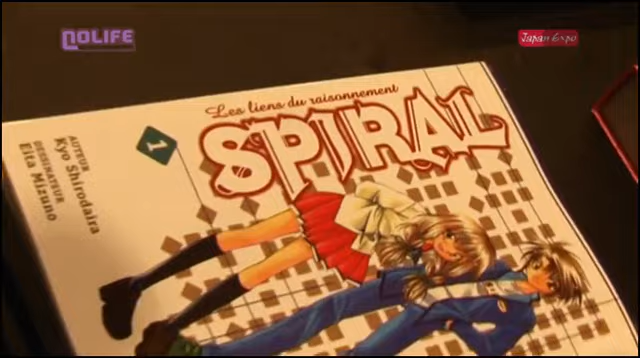 NOLIFE
Japan Expo
Les liens du raisonnement
SPIRAL
1
AUTEUR
Kyo Shirodaira
DESSINATEUR
Eita Mizuno